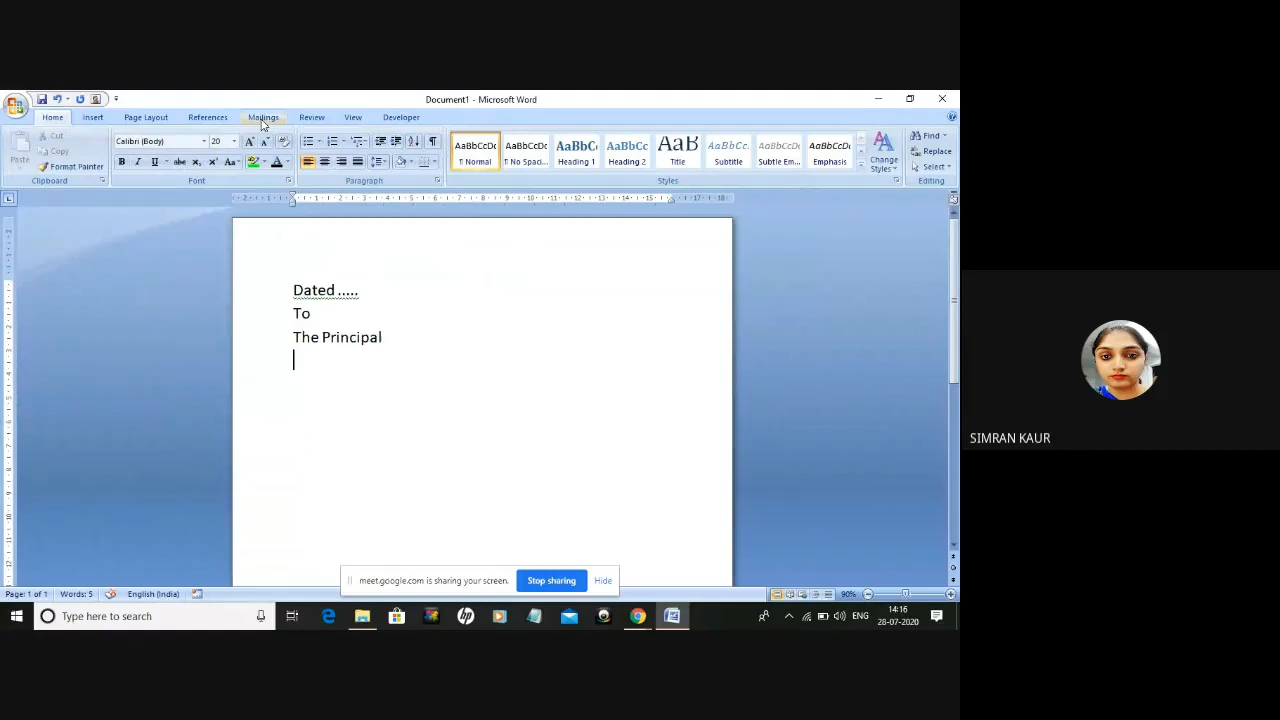 Document1 - Microsoft Word
Home Insert Page Layout References Mailings Review View Developer
Paste
Cut
Copy
Format Painter
Clipboard
Calibri (Body) 20
Font
Paragraph
AaBbCcDc AaBbCcDc AaBbCc AaBbCc AaB AaBbCc. AaBbCcDc AaBbCcDc
¶ Normal ¶ No Spaci... Heading 1 Heading 2 Title Subtitle Subtle Em... Emphasis
Change Styles
Styles
Find
Replace
Select
Editing
Dated .....
To
The Principal
SIMRAN KAUR
meet.google.com is sharing your screen. Stop sharing Hide
Page: 1 of 1 Words: 5 English (India) 90%
Type here to search
ENG
14:16
28-07-2020